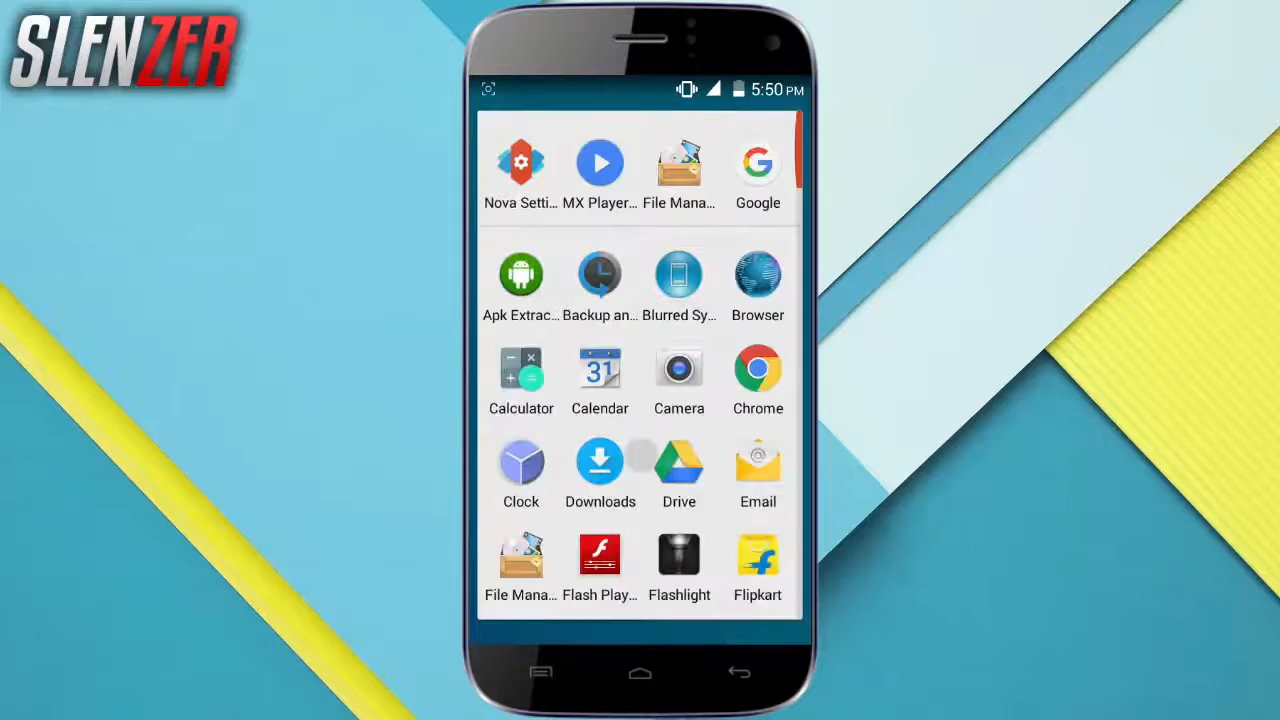 SLENZER
5:50 PM
Nova Setti... MX Player... File Mana... Google
Apk Extrac... Backup an... Blurred Sy... Browser
31
Calculator Calendar Camera Chrome
Clock Downloads Drive Email
File Mana... Flash Play... Flashlight Flipkart